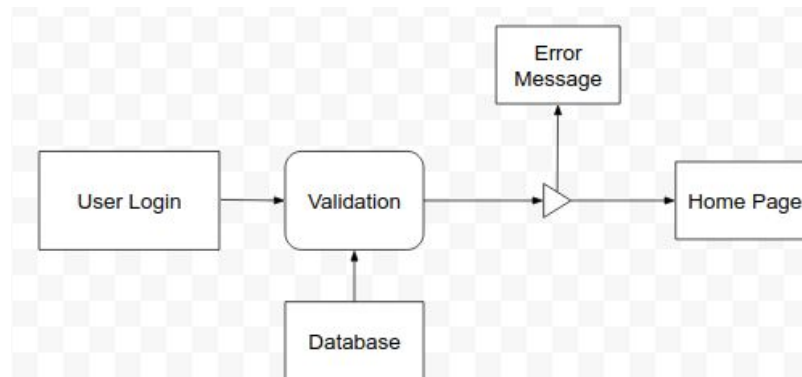 Error
Message
User Login
Validation
Home Page
Database